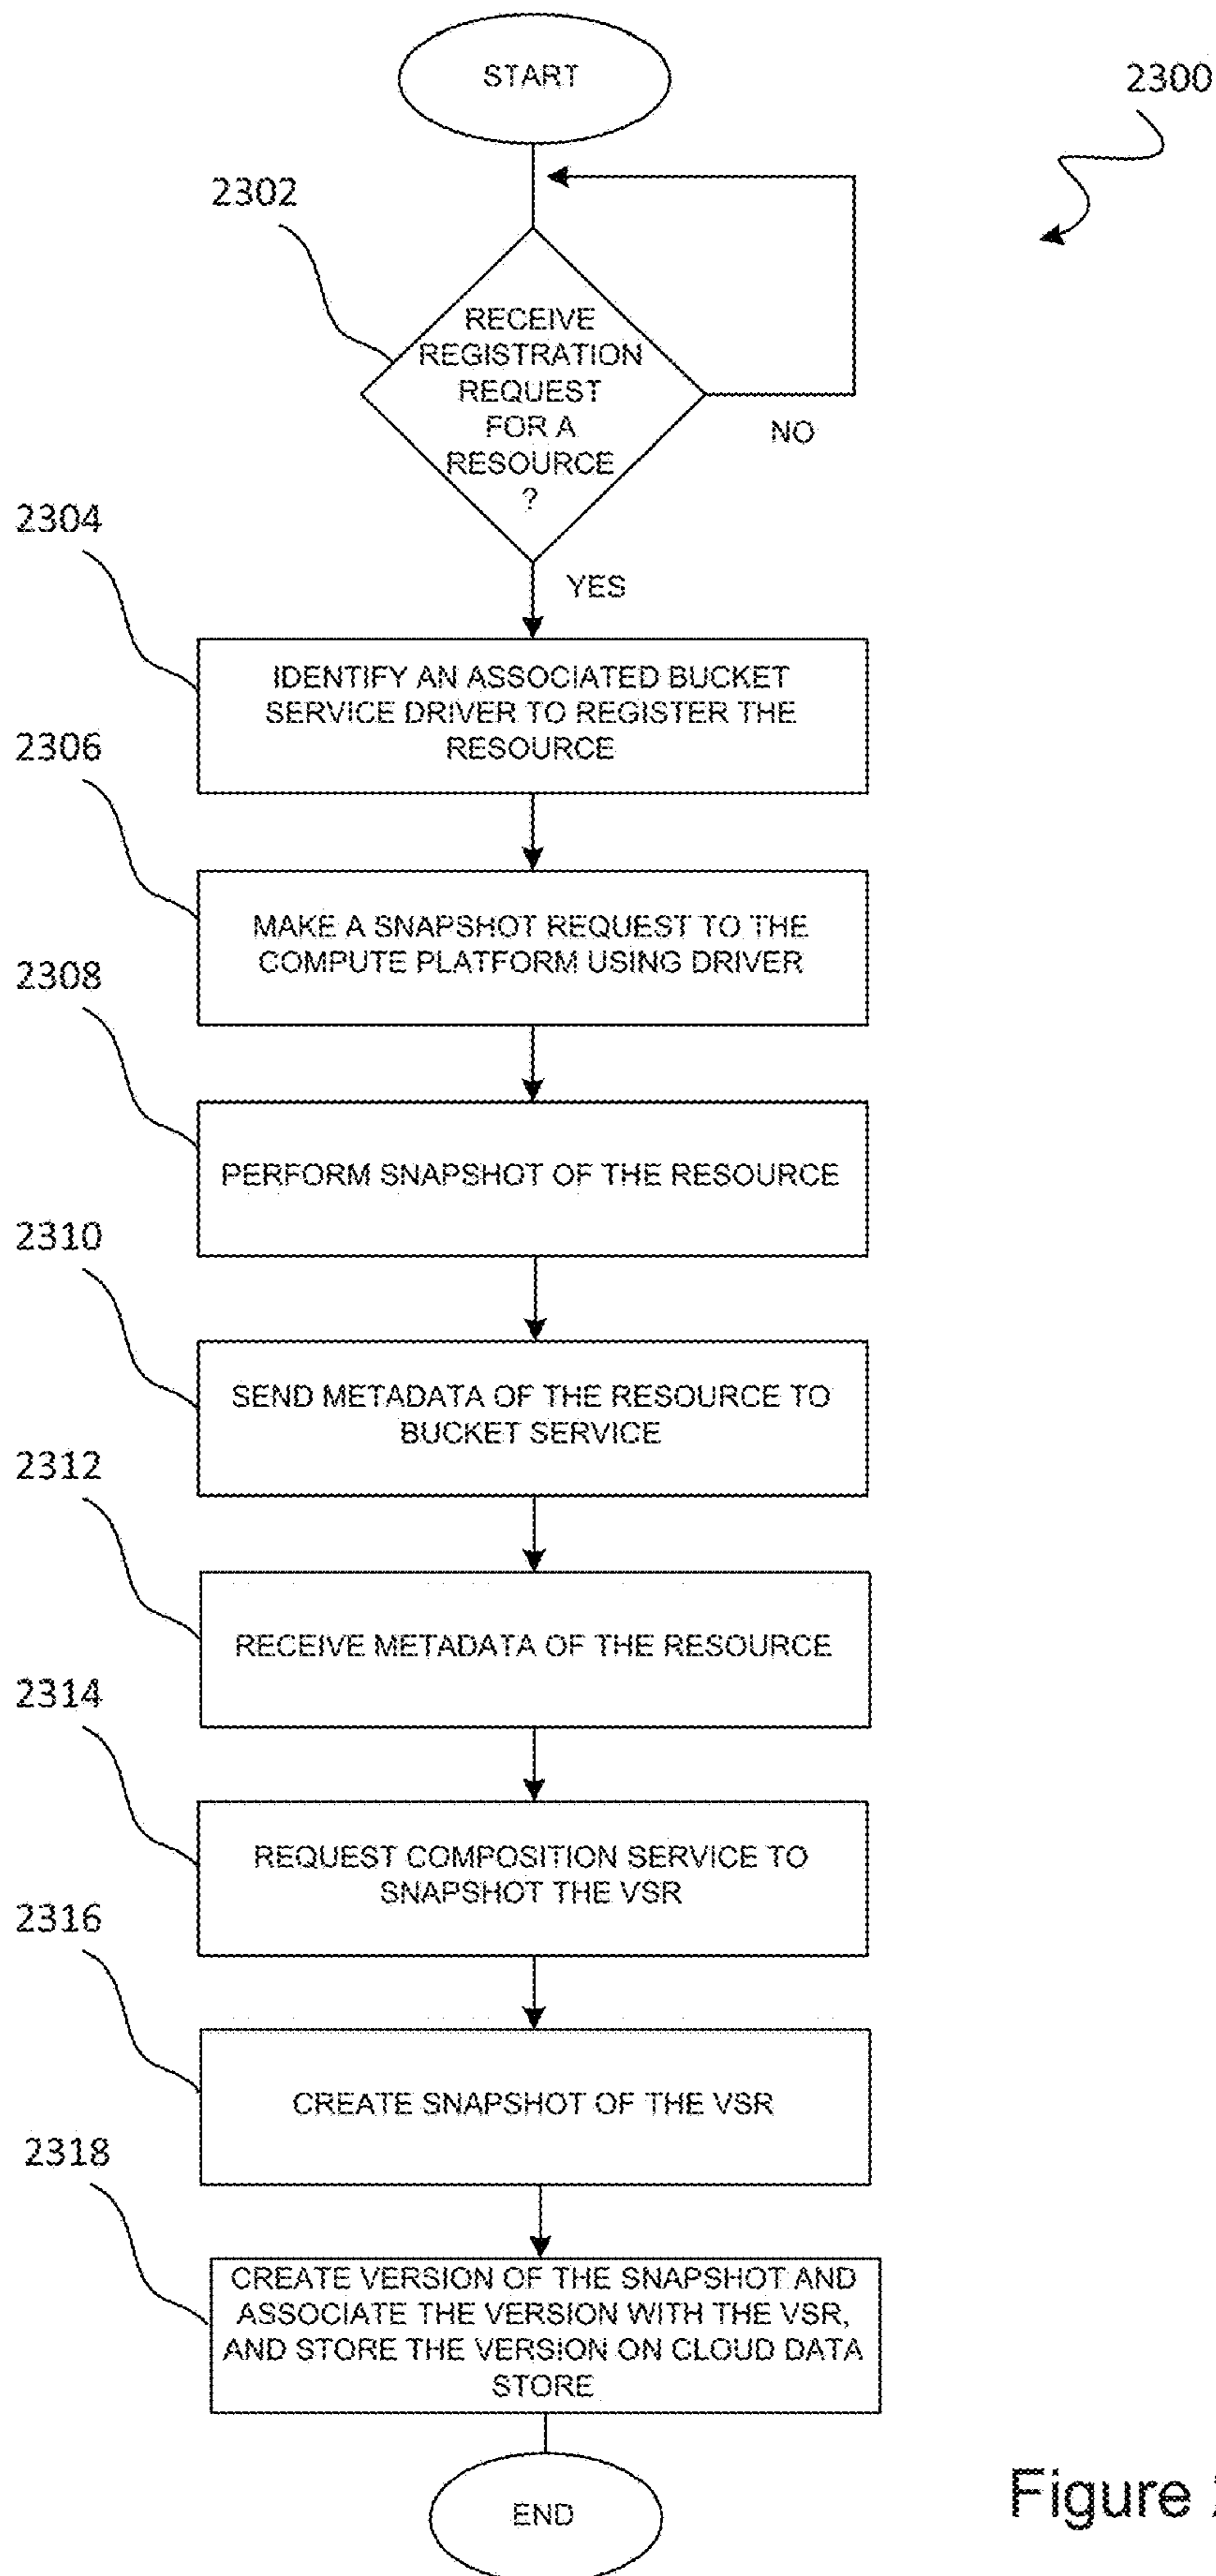 START
2300
2302
RECEIVE
REGISTRATION
REQUEST
FOR A
RESOURCE
?
NO
YES
2304
IDENTIFY AN ASSOCIATED BUCKET
SERVICE DRIVER TO REGISTER THE
RESOURCE
2306
MAKE A SNAPSHOT REQUEST TO THE
COMPUTE PLATFORM USING DRIVER
2308
PERFORM SNAPSHOT OF THE RESOURCE
2310
SEND METADATA OF THE RESOURCE TO
BUCKET SERVICE
2312
RECEIVE METADATA OF THE RESOURCE
2314
REQUEST COMPOSITION SERVICE TO
SNAPSHOT THE VSR
2316
CREATE SNAPSHOT OF THE VSR
2318
CREATE VERSION OF THE SNAPSHOT AND
ASSOCIATE THE VERSION WITH THE VSR,
AND STORE THE VERSION ON CLOUD DATA
STORE
END
Figure